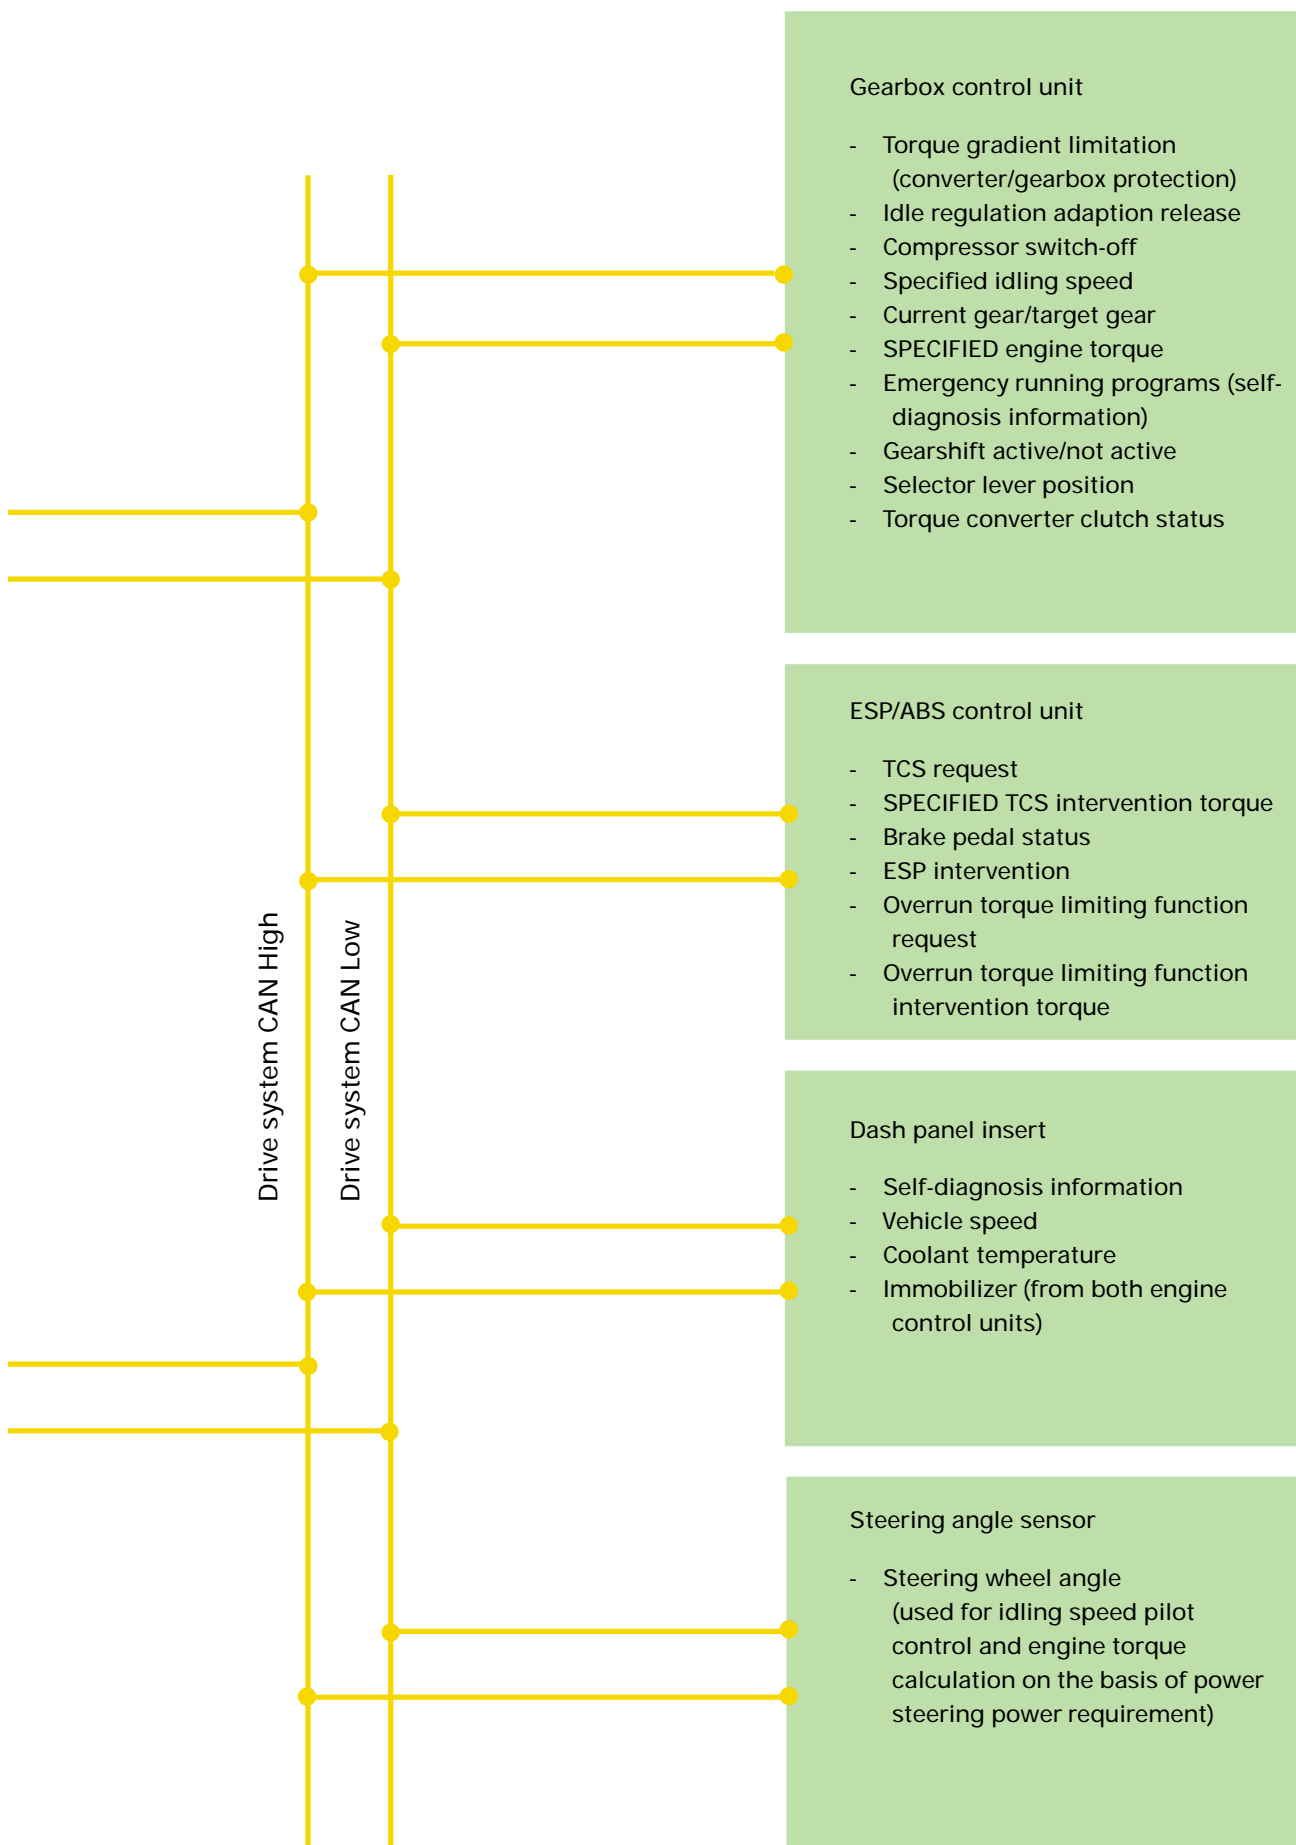 Gearbox control unit
- Torque gradient limitation
(converter/gearbox protection)
- Idle regulation adaption release
- Compressor switch-off
- Specified idling speed
- Current gear/target gear
- SPECIFIED engine torque
- Emergency running programs (self-
diagnosis information)
- Gearshift active/not active
- Selector lever position
- Torque converter clutch status
ESP/ABS control unit
- TCS request
- SPECIFIED TCS intervention torque
- Brake pedal status
- ESP intervention
- Overrun torque limiting function
request
- Overrun torque limiting function
intervention torque
Drive system CAN High
Drive system CAN Low
Dash panel insert
- Self-diagnosis information
- Vehicle speed
- Coolant temperature
- Immobilizer (from both engine
control units)
Steering angle sensor
- Steering wheel angle
(used for idling speed pilot
control and engine torque
calculation on the basis of power
steering power requirement)